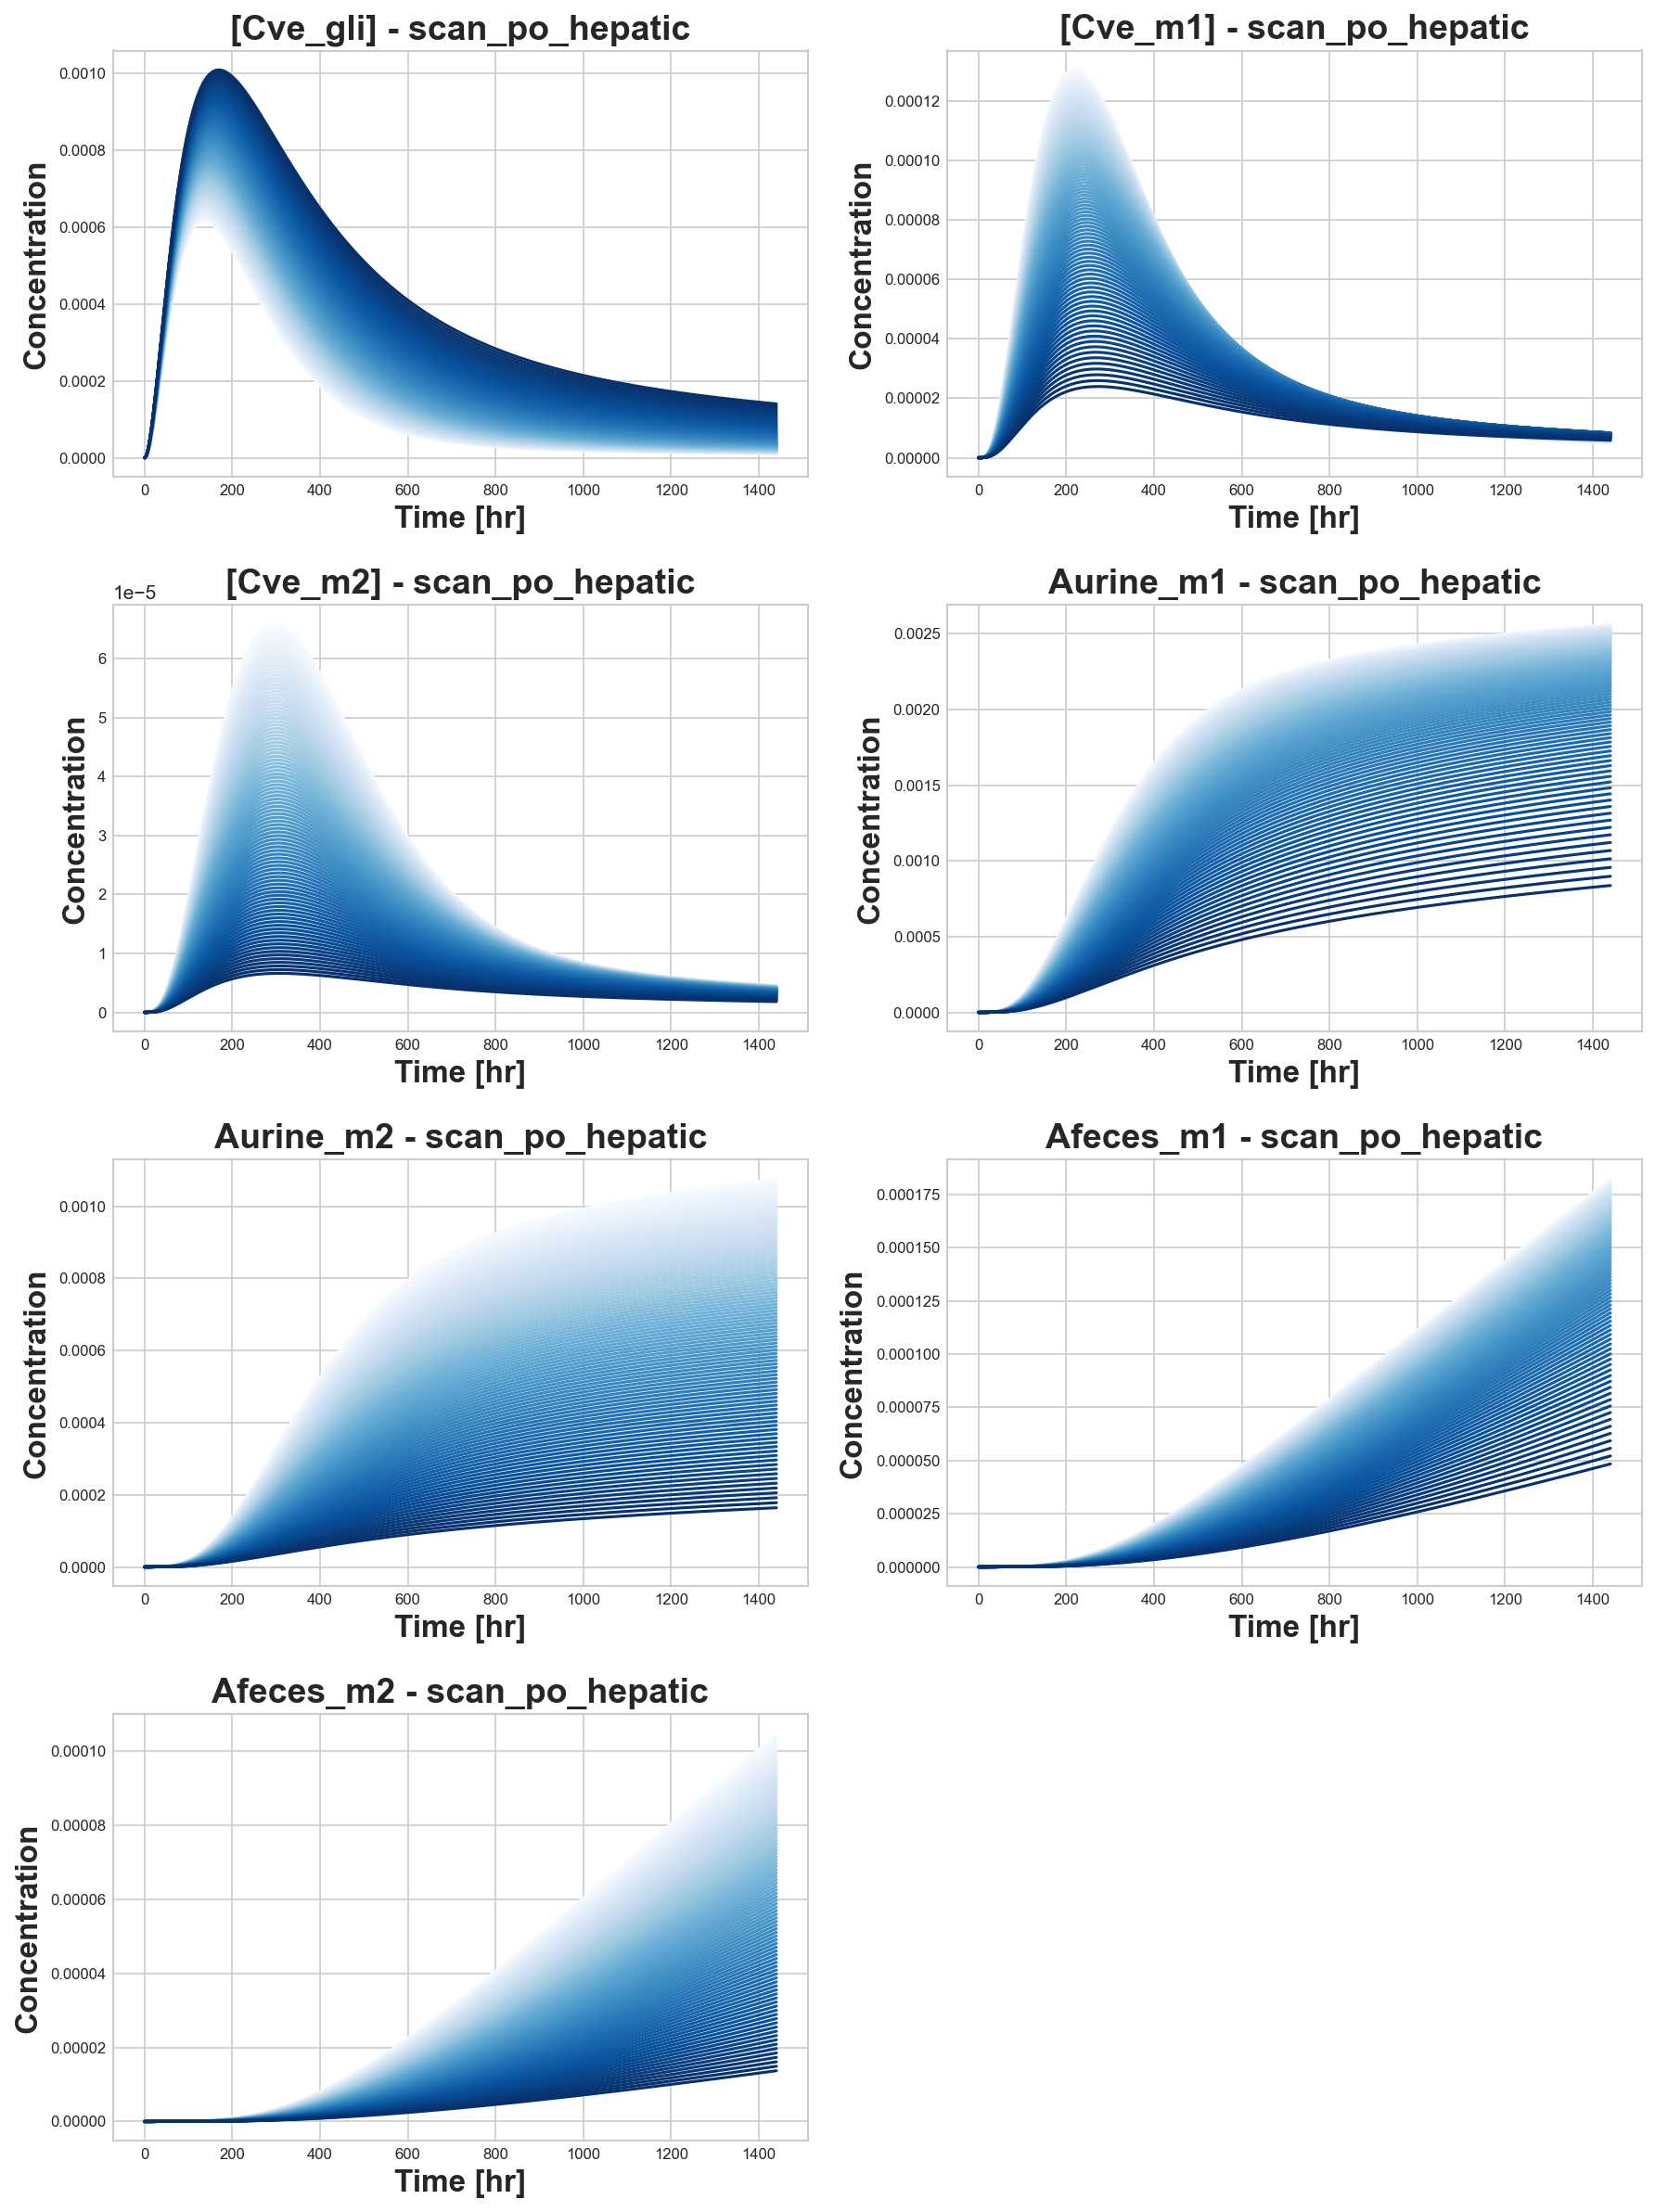 [Cve_gli] - scan_po_hepatic
Concentration
0.0010
0.0008
0.0006
0.0004
0.0002
0.0000
0 200 400 600 800 1000 1200 1400
Time [hr]
[Cve_m1] - scan_po_hepatic
Concentration
0.00012
0.00010
0.00008
0.00006
0.00004
0.00002
0.00000
0 200 400 600 800 1000 1200 1400
Time [hr]
[Cve_m2] - scan_po_hepatic
1e−5
Concentration
6
5
4
3
2
1
0
0 200 400 600 800 1000 1200 1400
Time [hr]
Aurine_m1 - scan_po_hepatic
Concentration
0.0025
0.0020
0.0015
0.0010
0.0005
0.0000
0 200 400 600 800 1000 1200 1400
Time [hr]
Aurine_m2 - scan_po_hepatic
Concentration
0.0010
0.0008
0.0006
0.0004
0.0002
0.0000
0 200 400 600 800 1000 1200 1400
Time [hr]
Afeces_m1 - scan_po_hepatic
Concentration
0.000175
0.000150
0.000125
0.000100
0.000075
0.000050
0.000025
0.000000
0 200 400 600 800 1000 1200 1400
Time [hr]
Afeces_m2 - scan_po_hepatic
Concentration
0.00010
0.00008
0.00006
0.00004
0.00002
0.00000
0 200 400 600 800 1000 1200 1400
Time [hr]